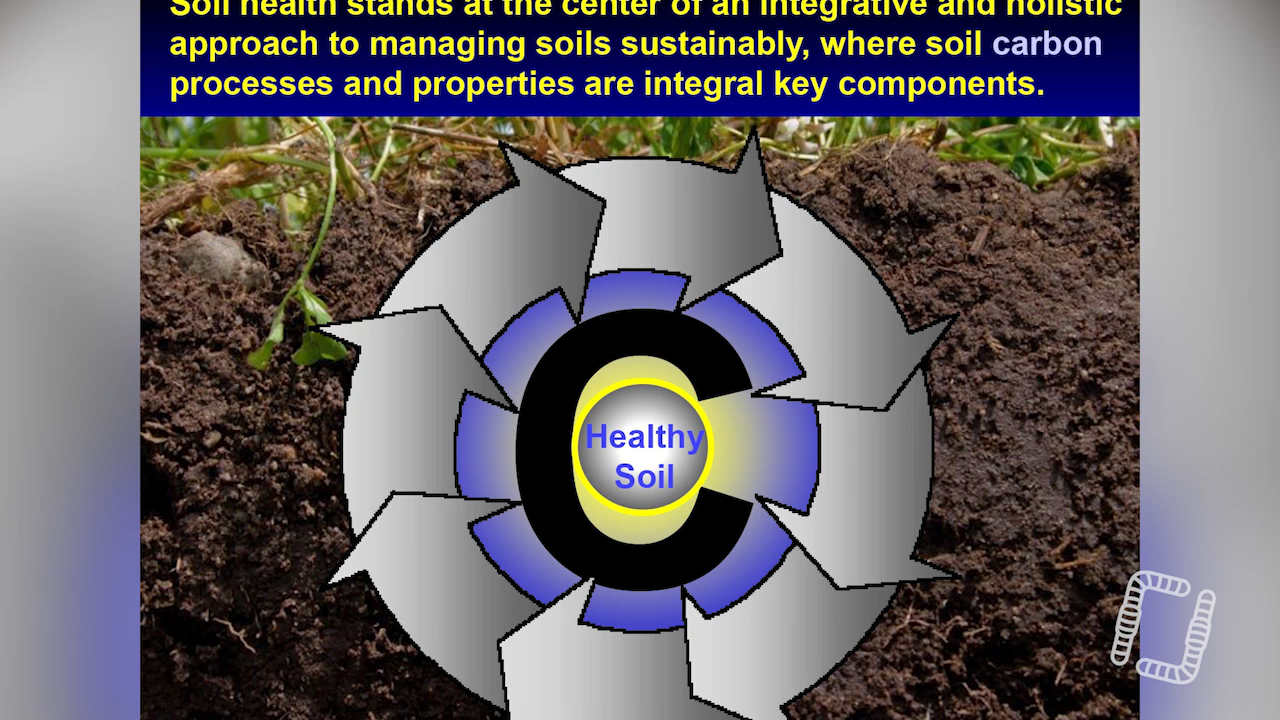 Soil health stands at the center of an integrative and holistic
approach to managing soils sustainably, where soil carbon
processes and properties are integral key components.
C
Healthy
Soil